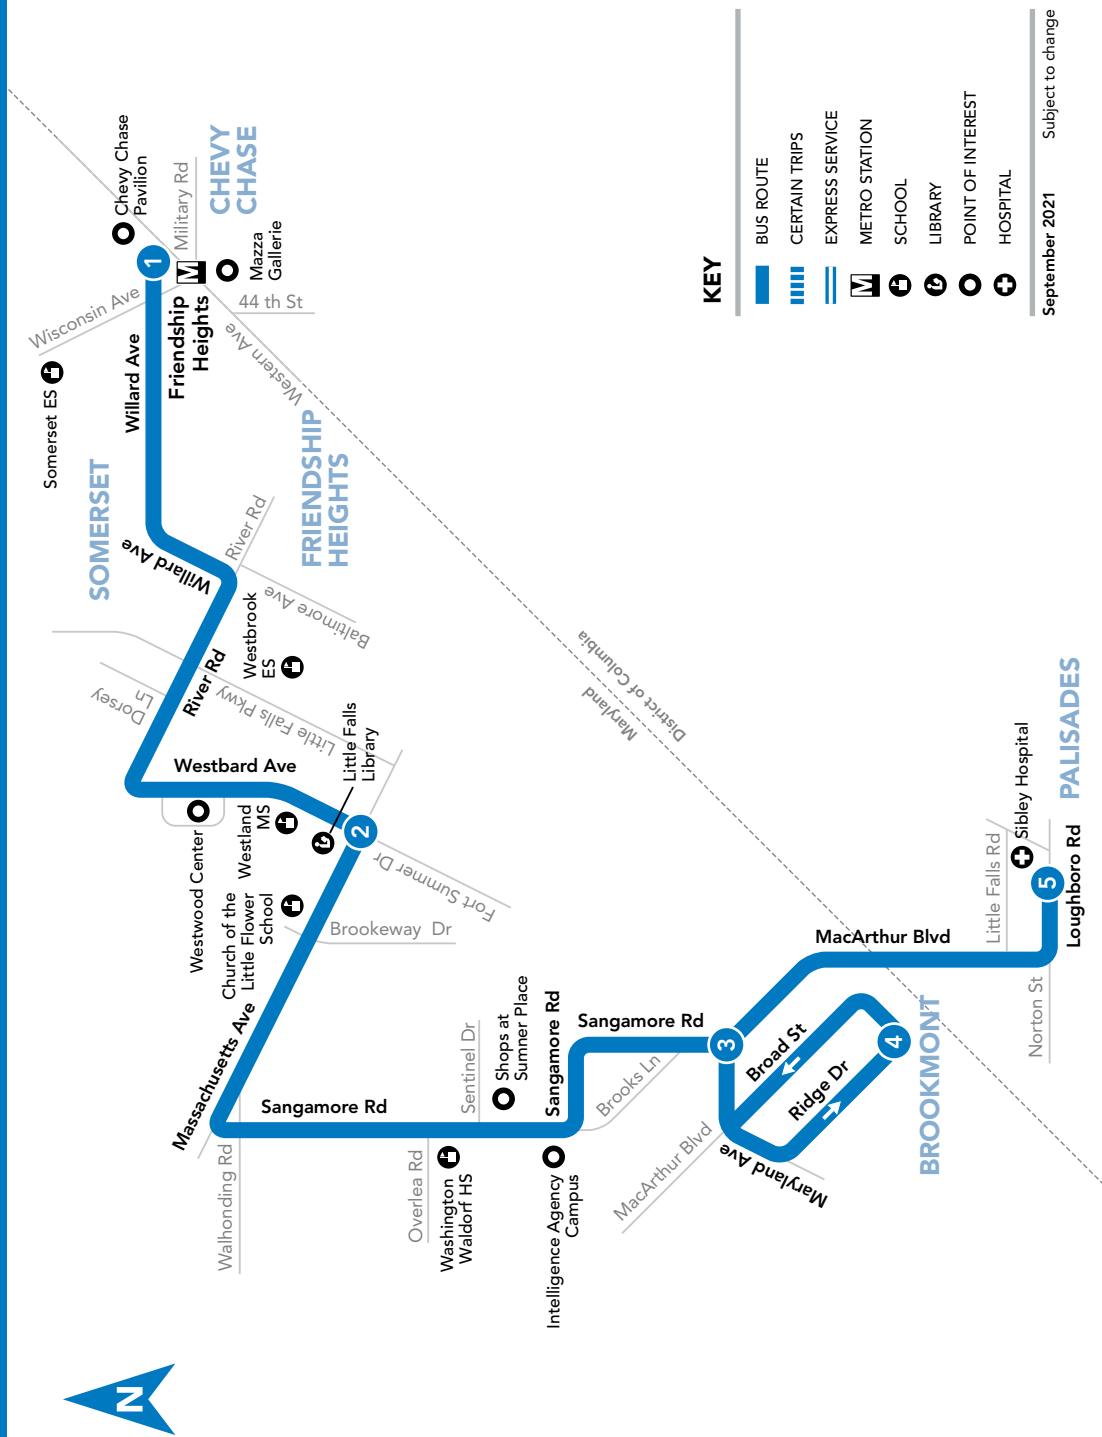 Chevy Chase
Pavilion
Military Rd
CHEVY
CHASE
1
M
Mazza
Gallerie
Wisconsin Ave
Friendship
Heights
44 th St
Western Ave
Somerset ES
Willard Ave
SOMERSET
FRIENDSHIP
HEIGHTS
Willard Ave
River Rd
Baltimore Ave
Westbrook
ES
River Rd
Dorsey
Ln
Little Falls Pkwy
Westbard Ave
Little Falls
Library
Westwood Center
Westland
MS
2
Fort Summer Dr
Church of the
Little Flower
School
Brookeway Dr
Massachusetts Ave
Sangamore Rd
Walhonding Rd
Sentinel Dr
Shops at
Sumner Place
Overlea Rd
Washington
Waldorf HS
Sangamore Rd
Intelligence Agency
Campus
Sangamore Rd
Brooks Ln
MacArthur Blvd
3
Broad St
Ridge Dr
4
Maryland Ave
BROOKMONT
MacArthur Blvd
Maryland
District of Columbia
Little Falls Rd
Sibley Hospital
PALISADES
5
Loughboro Rd
Norton St
N
KEY
BUS ROUTE
CERTAIN TRIPS
EXPRESS SERVICE
M METRO STATION
SCHOOL
LIBRARY
POINT OF INTEREST
HOSPITAL
September 2021 Subject to change